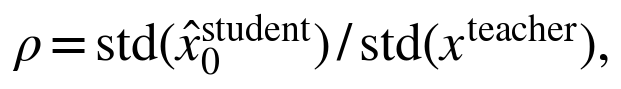 ρ = std(x̂₀^student) / std(x^teacher),